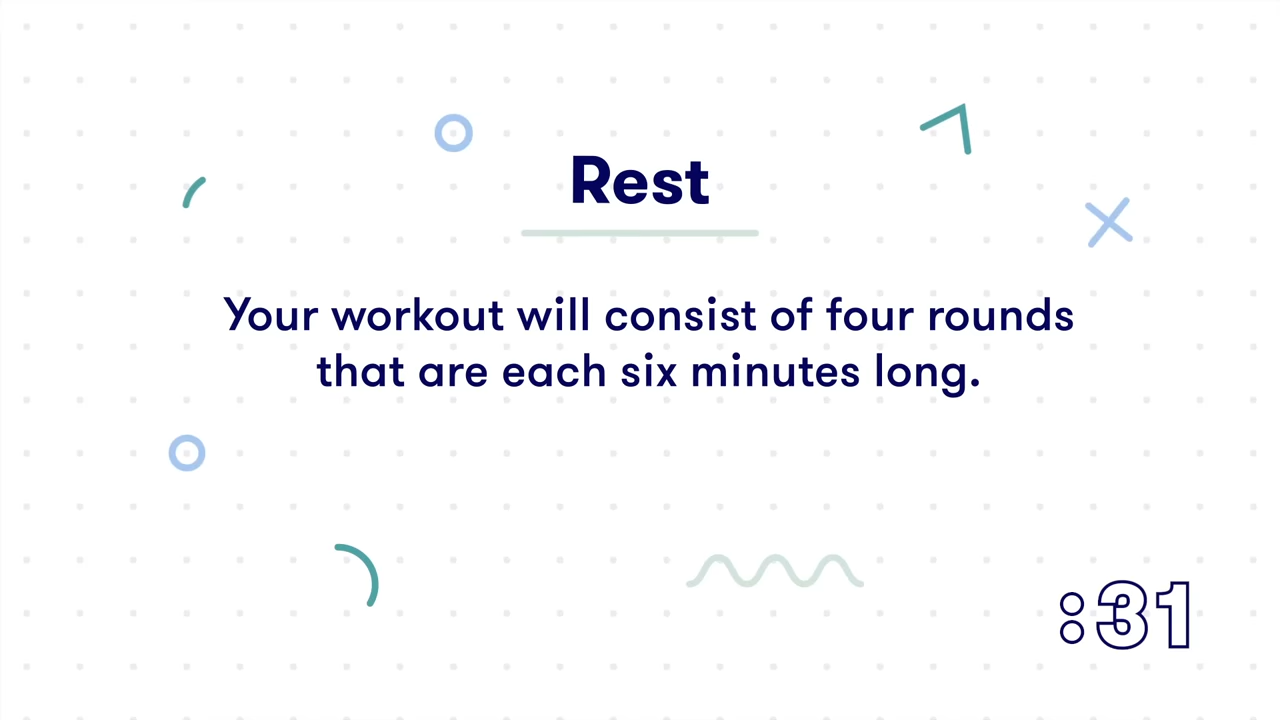 Rest
Your workout will consist of four rounds
that are each six minutes long.
:31